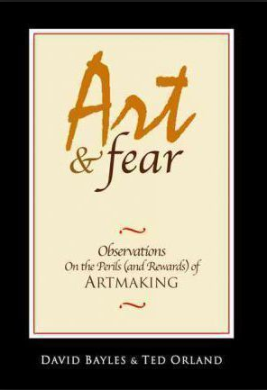 Art
& fear
Observations
On the Perils (and Rewards) of
ARTMAKING
DAVID BAYLES & TED ORLAND